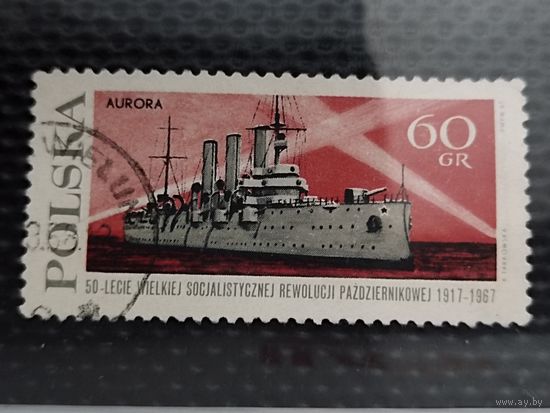 AURORA
60
GR
POLSKA
50-LECIE WIELKIEJ SOCJALISTYCZNEJ REWOLUCJI PAŹDZIERNIKOWEJ 1917-1967
www.ay.by